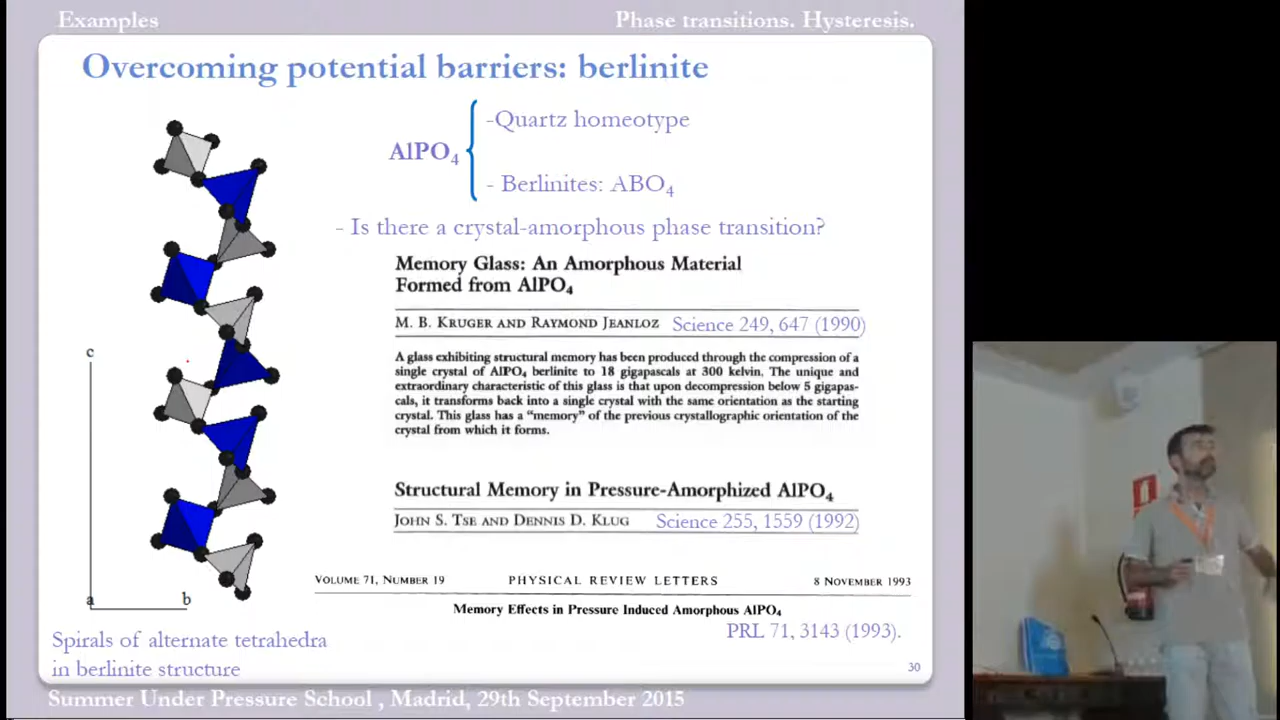 Examples
Phase transitions. Hysteresis.
Overcoming potential barriers: berlinite
AlPO₄
-Quartz homeotype
- Berlinites: ABO₄
- Is there a crystal-amorphous phase transition?
Memory Glass: An Amorphous Material
Formed from AlPO₄
M. B. KRUGER AND RAYMOND JEANLOZ Science 249, 647 (1990)
A glass exhibiting structural memory has been produced through the compression of a
single crystal of AlPO₄ berlinite to 18 gigapascals at 300 kelvin. The unique and
extraordinary characteristic of this glass is that upon decompression below 5 gigapas-
cals, it transforms back into a single crystal with the same orientation as the starting
crystal. This glass has a "memory" of the previous crystallographic orientation of the
crystal from which it forms.
Structural Memory in Pressure-Amorphized AlPO₄
JOHN S. TSE AND DENNIS D. KLUG Science 255, 1559 (1992)
VOLUME 71, NUMBER 19 PHYSICAL REVIEW LETTERS 8 NOVEMBER 1993
Memory Effects in Pressure Induced Amorphous AlPO₄
PRL 71, 3143 (1993).
c
a
b
Spirals of alternate tetrahedra
in berlinite structure
30
Summer Under Pressure School , Madrid, 29th September 2015